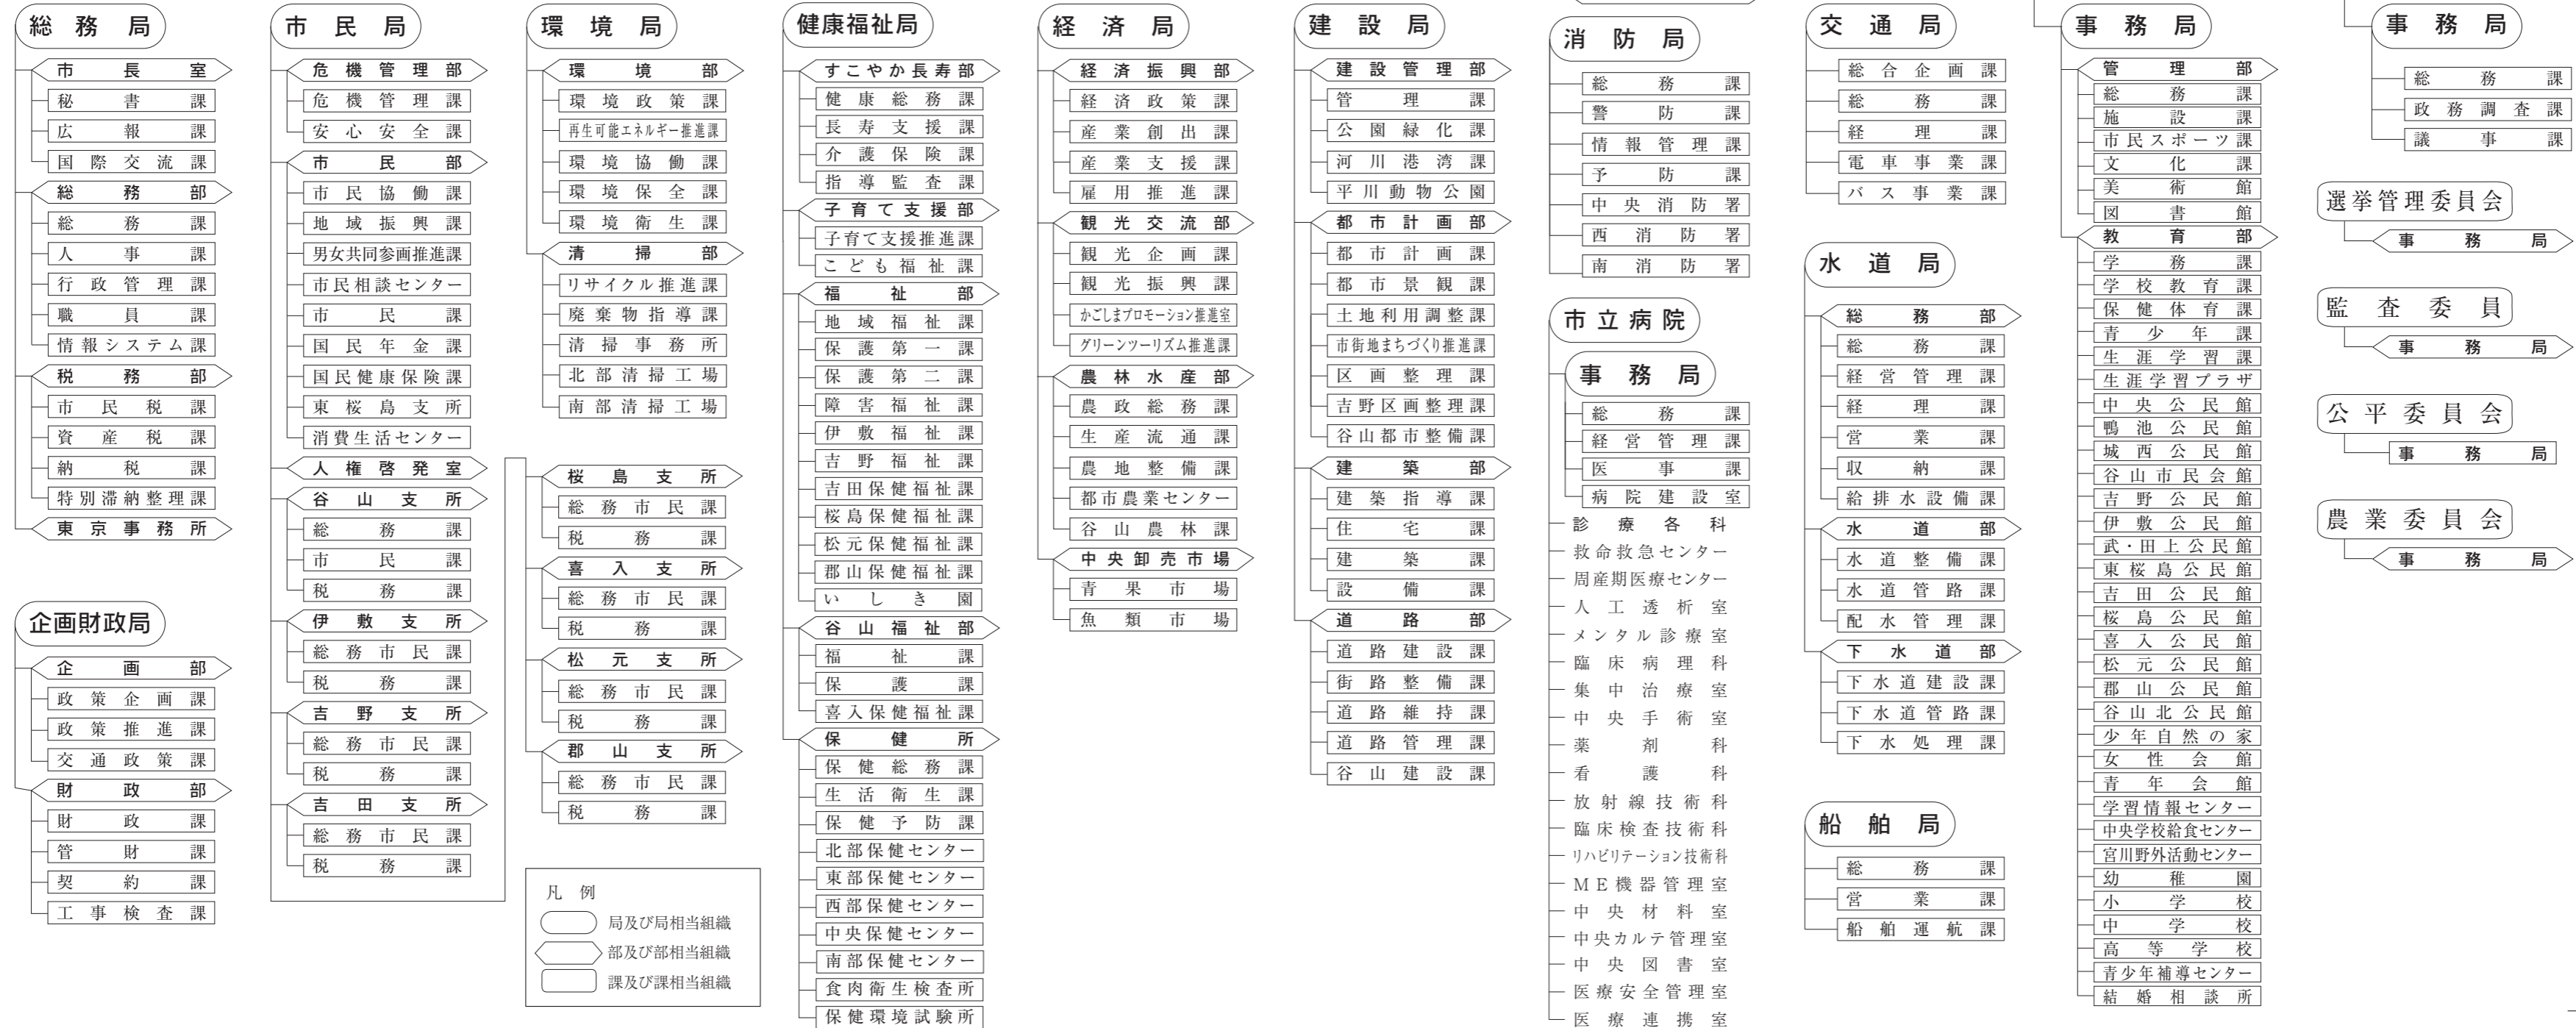 総務局
市長室
秘書課
広報課
国際交流課
総務部
総務課
人事課
行政管理課
職員課
情報システム課
税務部
市民税課
資産税課
納税課
特別滞納整理課
東京事務所
企画財政局
企画部
政策企画課
政策推進課
交通政策課
財政部
財政課
管財課
契約課
工事検査課
市民局
危機管理部
危機管理課
安心安全課
市民部
市民協働課
地域振興課
男女共同参画推進課
市民相談センター
市民課
国民年金課
国民健康保険課
東桜島支所
消費生活センター
人権啓発室
谷山支所
総務課
市民課
税務課
伊敷支所
総務市民課
税務課
吉野支所
総務市民課
税務課
吉田支所
総務市民課
税務課
桜島支所
総務市民課
税務課
喜入支所
総務市民課
税務課
松元支所
総務市民課
税務課
郡山支所
総務市民課
税務課
環境局
環境部
環境政策課
再生可能エネルギー推進課
環境協働課
環境保全課
環境衛生課
清掃部
リサイクル推進課
廃棄物指導課
清掃事務所
北部清掃工場
南部清掃工場
凡例
局及び局相当組織
部及び部相当組織
課及び課相当組織
健康福祉局
すこやか長寿部
健康総務課
長寿支援課
介護保険課
指導監査課
子育て支援部
子育て支援推進課
こども福祉課
福祉部
地域福祉課
保護第一課
保護第二課
障害福祉課
伊敷福祉課
吉野福祉課
吉田保健福祉課
桜島保健福祉課
松元保健福祉課
郡山保健福祉課
いしき園
谷山福祉部
福祉課
保護課
喜入保健福祉課
保健所
保健総務課
生活衛生課
保健予防課
北部保健センター
東部保健センター
西部保健センター
中央保健センター
南部保健センター
食肉衛生検査所
保健環境試験所
経済局
経済振興部
経済政策課
産業創出課
産業支援課
雇用推進課
観光交流部
観光企画課
観光振興課
かごしまプロモーション推進室
グリーンツーリズム推進課
農林水産部
農政総務課
生産流通課
農地整備課
都市農業センター
谷山農林課
中央卸売市場
青果市場
魚類市場
建設局
建設管理部
管理課
公園緑化課
河川港湾課
平川動物公園
都市計画部
都市計画課
都市景観課
土地利用調整課
市街地まちづくり推進課
区画整理課
吉野区画整理課
谷山都市整備課
建築部
建築指導課
住宅課
建築課
設備課
道路部
道路建設課
街路整備課
道路維持課
道路管理課
谷山建設課
消防局
総務課
警防課
情報管理課
予防課
中央消防署
西消防署
南消防署
市立病院
事務局
総務課
経営管理課
医事課
病院建設室
診療各科
救命救急センター
周産期医療センター
人工透析室
メンタル診療室
臨床病理科
集中治療室
中央手術室
薬剤科
看護科
放射線技術科
臨床検査技術科
リハビリテーション技術科
ME機器管理室
中央材料室
中央カルテ管理室
中央図書室
医療安全管理室
医療連携室
交通局
総合企画課
総務課
経理課
電車事業課
バス事業課
水道局
総務部
総務課
経営管理課
経理課
営業課
収納課
給排水設備課
水道部
水道整備課
水道管路課
配水管理課
下水道部
下水道建設課
下水道管路課
下水処理課
船舶局
総務課
営業課
船舶運航課
事務局
管理部
総務課
施設課
市民スポーツ課
文化課
美術館
図書館
教育部
学務課
学校教育課
保健体育課
青少年課
生涯学習課
生涯学習プラザ
中央公民館
鴨池公民館
城西公民館
谷山市民会館
吉野公民館
伊敷公民館
武・田上公民館
東桜島公民館
吉田公民館
桜島公民館
喜入公民館
松元公民館
郡山公民館
谷山北公民館
少年自然の家
女性会館
青年会館
学習情報センター
中央学校給食センター
宮川野外活動センター
幼稚園
小学校
中学校
高等学校
青少年補導センター
結婚相談所
事務局
総務課
政務調査課
議事課
選挙管理委員会
事務局
監査委員
事務局
公平委員会
事務局
農業委員会
事務局